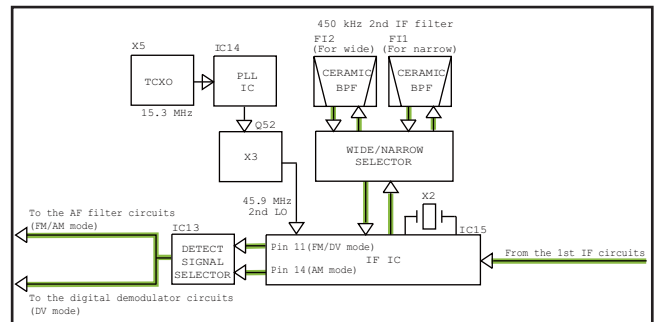 450 kHz 2nd IF filter
X5
IC14
FI2
(For wide)
FI1
(For narrow)
TCXO
PLL
IC
CERAMIC
BPF
CERAMIC
BPF
15.3 MHz
Q52
X3
WIDE/NARROW
SELECTOR
45.9 MHz
2nd LO
X2
To the AF filter circuits
(FM/AM mode)
IC13
IC15
DETECT
SIGNAL
SELECTOR
Pin 11(FM/DV mode)
IF IC
Pin 14(AM mode)
From the 1st IF circuits
To the digital demodulator circuits
(DV mode)